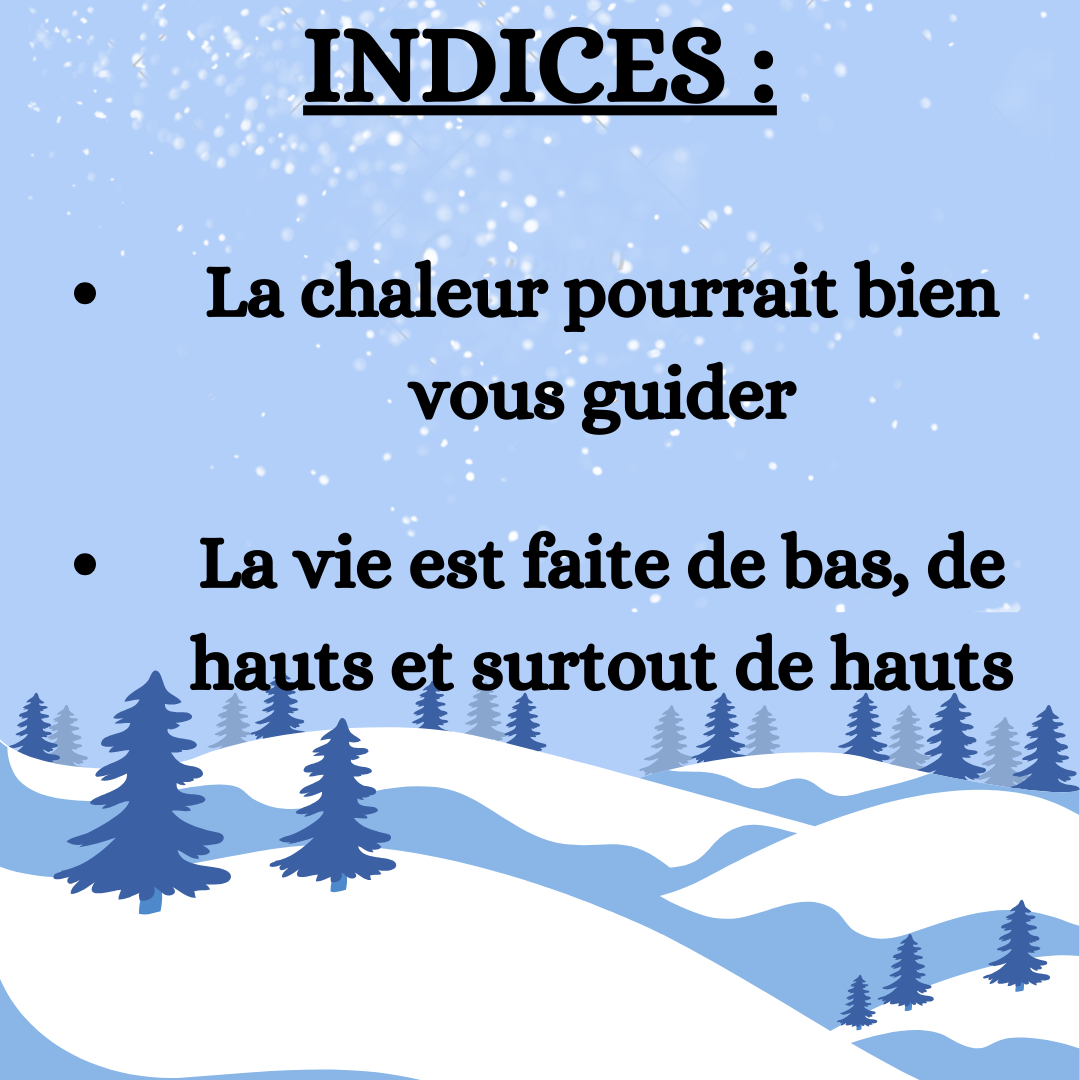 INDICES :
• La chaleur pourrait bien
vous guider
• La vie est faite de bas, de
hauts et surtout de hauts